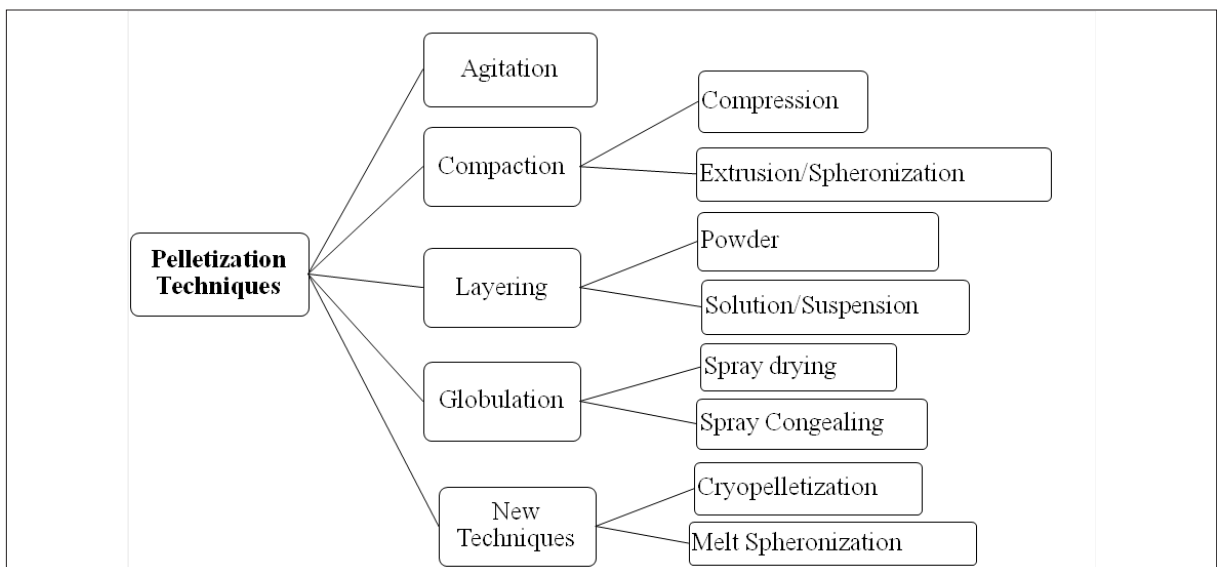 Pelletization
Techniques
Agitation
Compaction
Compression
Extrusion/Spheronization
Layering
Powder
Solution/Suspension
Globulation
Spray drying
Spray Congealing
New
Techniques
Cryopelletization
Melt Spheronization